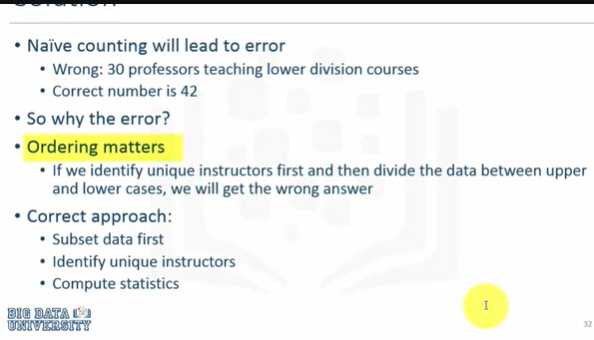 Solution
• Naïve counting will lead to error
• Wrong: 30 professors teaching lower division courses
• Correct number is 42
• So why the error?
• Ordering matters
• If we identify unique instructors first and then divide the data between upper
and lower cases, we will get the wrong answer
• Correct approach:
• Subset data first
• Identify unique instructors
• Compute statistics
BIG DATA
UNIVERSITY
32